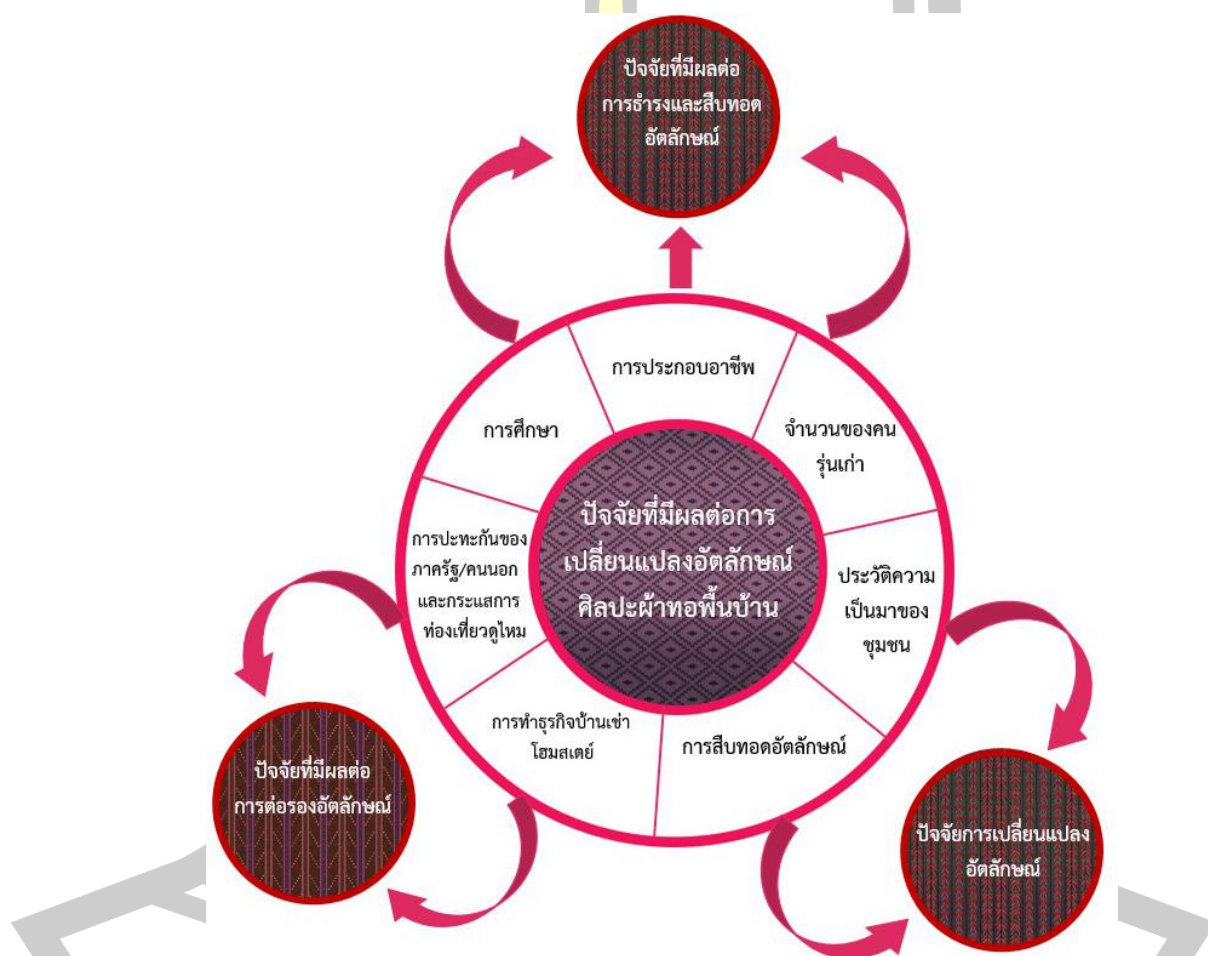 ปัจจัยที่มีผลต่อ
การธำรงและสืบทอด
อัตลักษณ์
การประกอบอาชีพ
การศึกษา
จำนวนของคน
รุ่นเก่า
ปัจจัยที่มีผลต่อการ
เปลี่ยนแปลงอัตลักษณ์
ศิลปะผ้าทอพื้นบ้าน
การปะทะกันของ
ภาครัฐ/คนนอก
และกระแสการ
ท่องเที่ยวดูไหม
ประวัติความ
เป็นมาของ
ชุมชน
การทำธุรกิจบ้านเช่า
โฮมสเตย์
การสืบทอดอัตลักษณ์
ปัจจัยที่มีผลต่อ
การต่อรองอัตลักษณ์
ปัจจัยการเปลี่ยนแปลง
อัตลักษณ์